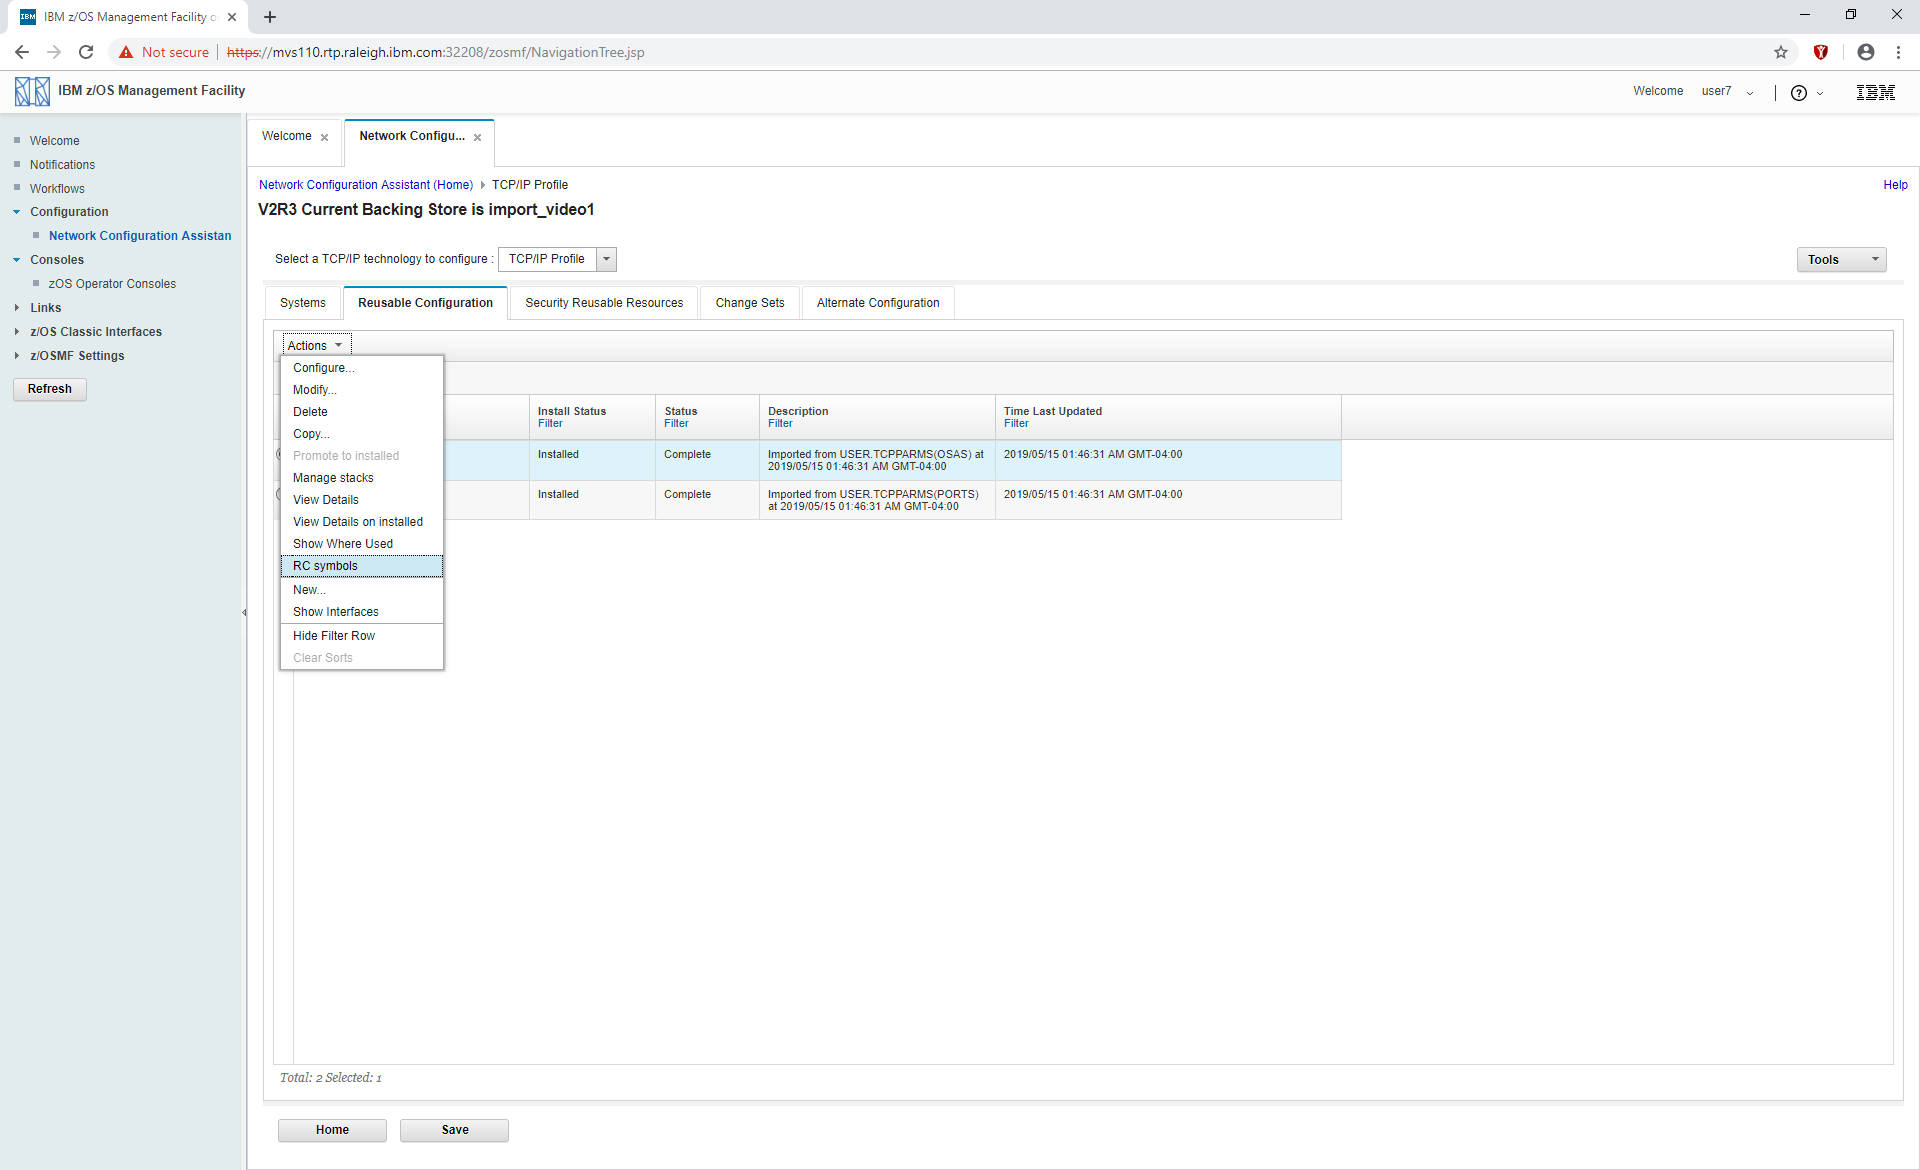 IBM z/OS Management Facility o
Not secure https://mvs110.rtp.raleigh.ibm.com:32208/zosmf/NavigationTree.jsp
IBM z/OS Management Facility
Welcome user7
IBM
Welcome
Notifications
Workflows
Configuration
Network Configuration Assistan
Consoles
zOS Operator Consoles
Links
z/OS Classic Interfaces
z/OSMF Settings
Refresh
Welcome
Network Configu...
Network Configuration Assistant (Home) TCP/IP Profile
Help
V2R3 Current Backing Store is import_video1
Select a TCP/IP technology to configure : TCP/IP Profile
Tools
Systems
Reusable Configuration
Security Reusable Resources
Change Sets
Alternate Configuration
Actions
Configure...
Modify...
Delete
Copy...
Promote to installed
Manage stacks
View Details
View Details on installed
Show Where Used
RC symbols
New...
Show Interfaces
Hide Filter Row
Clear Sorts
Install Status
Filter
Status
Filter
Description
Filter
Time Last Updated
Filter
Installed
Complete
Imported from USER.TCPPARMS(OSAS) at
2019/05/15 01:46:31 AM GMT-04:00
2019/05/15 01:46:31 AM GMT-04:00
Installed
Complete
Imported from USER.TCPPARMS(PORTS)
at 2019/05/15 01:46:31 AM GMT-04:00
2019/05/15 01:46:31 AM GMT-04:00
Total: 2 Selected: 1
Home
Save